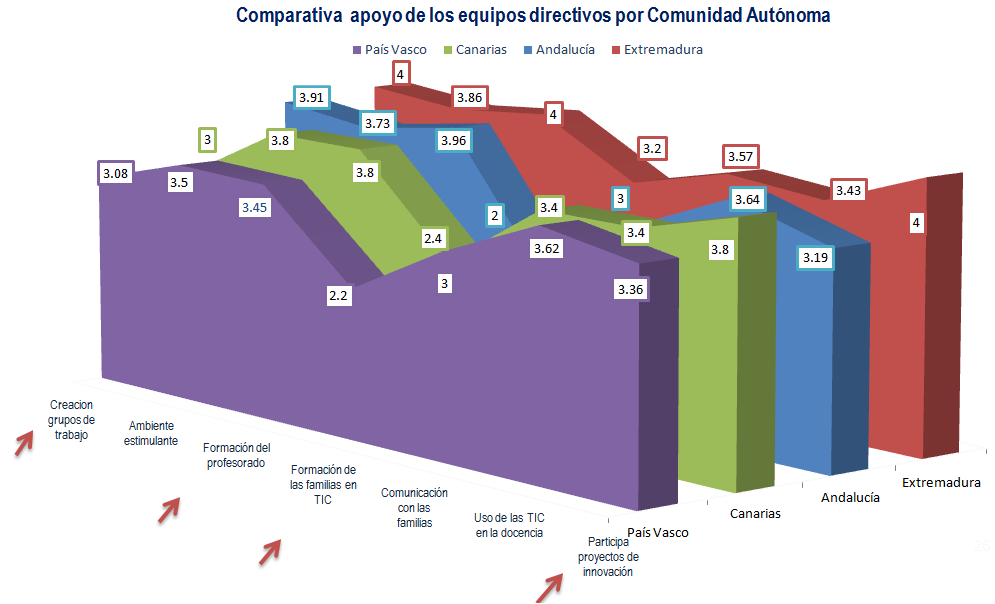 Comparativa apoyo de los equipos directivos por Comunidad Autónoma
País Vasco Canarias Andalucía Extremadura
4
3.91 3.86
3.73 4
3 3.8 3.96 3.2
3.08 3.5 3.8 3.57
3.45 2 3.4 3 3.64 3.43
2.4 3.4 4
2.2 3 3.62 3.8 3.19
3.36
Creacion
grupos de
trabajo
Ambiente
estimulante
Formación del
profesorado
Formación de
las familias en
TIC
Comunicación
con las
familias
Uso de las TIC
en la docencia
Participa
proyectos de
innovación
País Vasco
Canarias
Andalucía
Extremadura